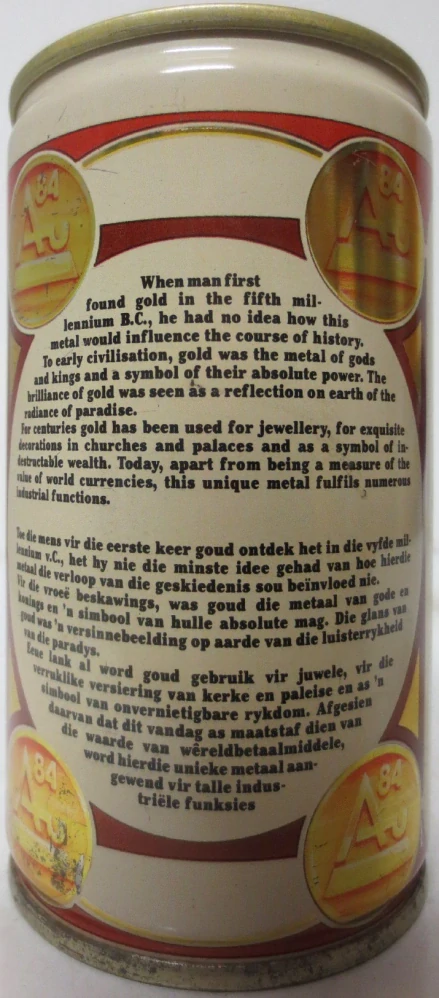 84
Au
84
Au
When man first
found gold in the fifth mil-
lennium B.C., he had no idea how this
metal would influence the course of history.
To early civilisation, gold was the metal of gods
and kings and a symbol of their absolute power. The
brilliance of gold was seen as a reflection on earth of the
radiance of paradise.
For centuries gold has been used for jewellery, for exquisite
decorations in churches and palaces and as a symbol of in-
destructable wealth. Today, apart from being a measure of the
value of world currencies, this unique metal fulfils numerous
industrial functions.
Toe die mens vir die eerste keer goud ontdek het in die vyfde mil-
lennium v.C., het hy nie die minste idee gehad van hoe hierdie
metaal die verloop van die geskiedenis sou beïnvloed nie.
Vir die vroeë beskawings, was goud die metaal van gode en
konings en 'n simbool van hulle absolute mag. Die glans van
goud was 'n versinnebeelding op aarde van die luisterrykheid
van die paradys.
Eeue lank al word goud gebruik vir juwele, vir die
verruklike versiering van kerke en paleise en as 'n
simbool van onvernietigbare rykdom. Afgesien
daarvan dat dit vandag as maatstaf dien van
die waarde van wêreldbetaalmiddele,
word hierdie unieke metaal aan-
gewend vir talle indus-
triële funksies
84
Au
84
Au